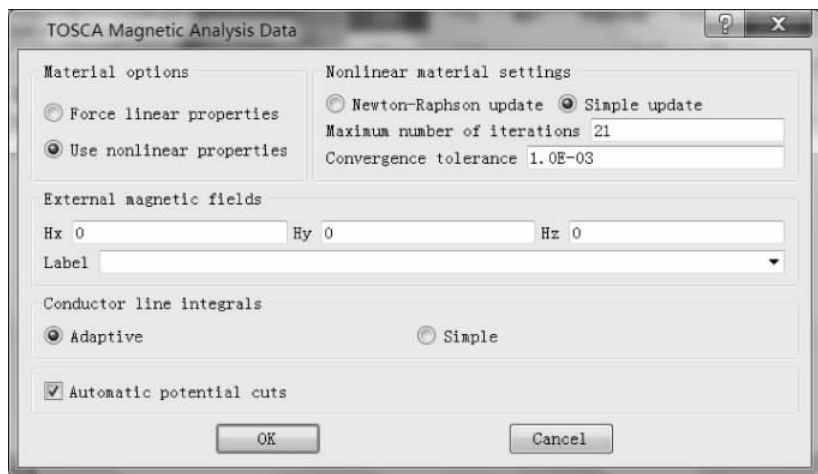 TOSCA Magnetic Analysis Data
Material options
Force linear properties
Use nonlinear properties
Nonlinear material settings
Newton-Raphson update Simple update
Maximum number of iterations 21
Convergence tolerance 1.0E-03
External magnetic fields
Hx 0 Hy 0 Hz 0
Label
Conductor line integrals
Adaptive Simple
Automatic potential cuts
OK Cancel